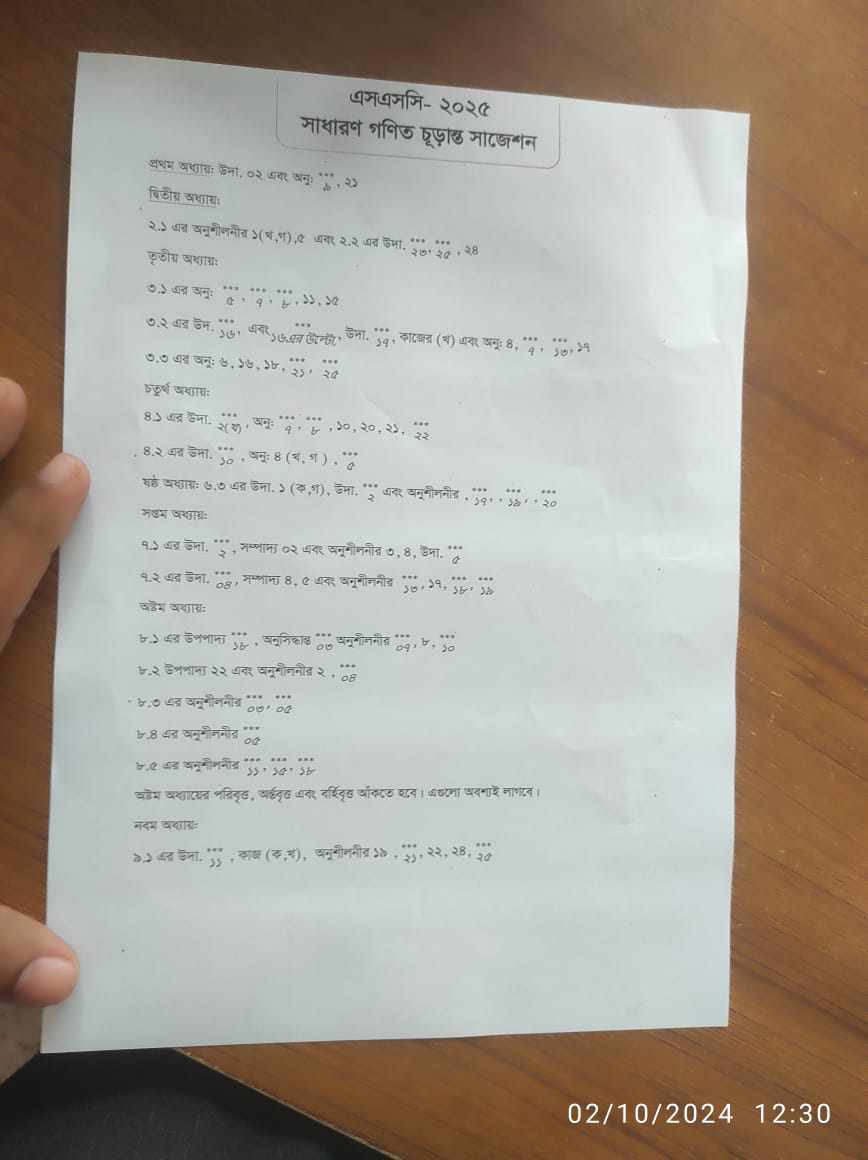 এসএসসি- ২০২৫
সাধারণ গণিত চূড়ান্ত সাজেশন
প্রথম অধ্যায়: উদা. ০২ এবং অনু: ***৯, ২১
দ্বিতীয় অধ্যায়:
২.১ এর অনুশীলনীর ১(খ,গ),৫ এবং ২.২ এর উদা. ***২৩, ***২৫, ২৪
তৃতীয় অধ্যায়:
৩.১ এর অনু: ***৫, ***৭, ***৮, ১১, ১৫
৩.২ এর উদা. ***১৬, এবং ***১৬এর উল্টো, উদা. ***১৭, কাজের (খ) এবং অনু: ৪, ***৭, ***১৩, ১৭
৩.৩ এর অনু: ৬, ১৬, ১৮, ***২১, ***২৫
চতুর্থ অধ্যায়:
৪.১ এর উদা. ***২(ঘ), অনু: ***৭, ***৮, ১০, ২০, ২১, ***২২
৪.২ এর উদা. ***১০, অনু: ৪ (খ, গ), ***৫
ষষ্ঠ অধ্যায়: ৬.৩ এর উদা. ১ (ক,গ), উদা. ***২ এবং অনুশীলনীর, ***১৭, ***১৯, ***২০
সপ্তম অধ্যায়:
৭.১ এর উদা. ***২, সম্পাদ্য ০২ এবং অনুশীলনীর ৩, ৪, উদা. ***৫
৭.২ এর উদা. ***০৪, সম্পাদ্য ৪, ৫ এবং অনুশীলনীর ***১৩, ১৭, ***১৮, ***১৯
অষ্টম অধ্যায়:
৮.১ এর উপপাদ্য ***১৮, অনুসিদ্ধান্ত ***০৩ অনুশীলনীর ***০৭, ৮, ***১০
৮.২ উপপাদ্য ২২ এবং অনুশীলনীর ২, ***০৪
৮.৩ এর অনুশীলনীর ***০৩, ***০৫
৮.৪ এর অনুশীলনীর ***০৫
৮.৫ এর অনুশীলনীর ***১১, ***১৫, ***১৮
অষ্টম অধ্যায়ের পরিবৃত্ত, অর্ন্তবৃত্ত এবং বর্হিবৃত্ত আঁকতে হবে। এগুলো অবশ্যই লাগবে।
নবম অধ্যায়:
৯.১ এর উদা. ***১১, কাজ (ক,খ), অনুশীলনীর ১৯, ***২১, ২২, ২৪, ***২৫
02/10/2024 12:30